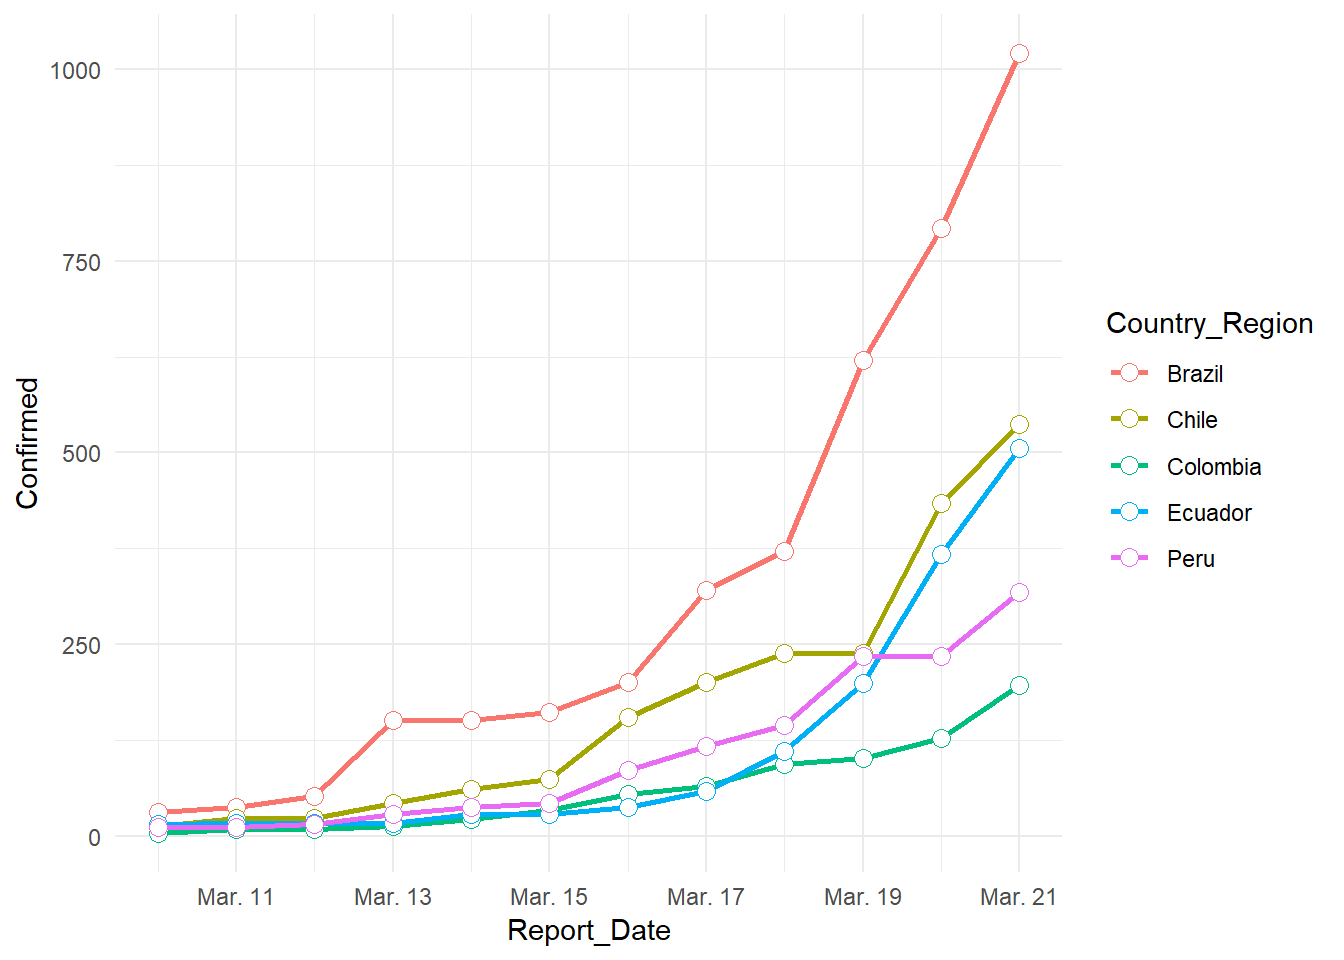 1000
750
500
250
0
Confirmed
Mar. 11
Mar. 13
Mar. 15
Mar. 17
Mar. 19
Mar. 21
Report_Date
Country_Region
Brazil
Chile
Colombia
Ecuador
Peru